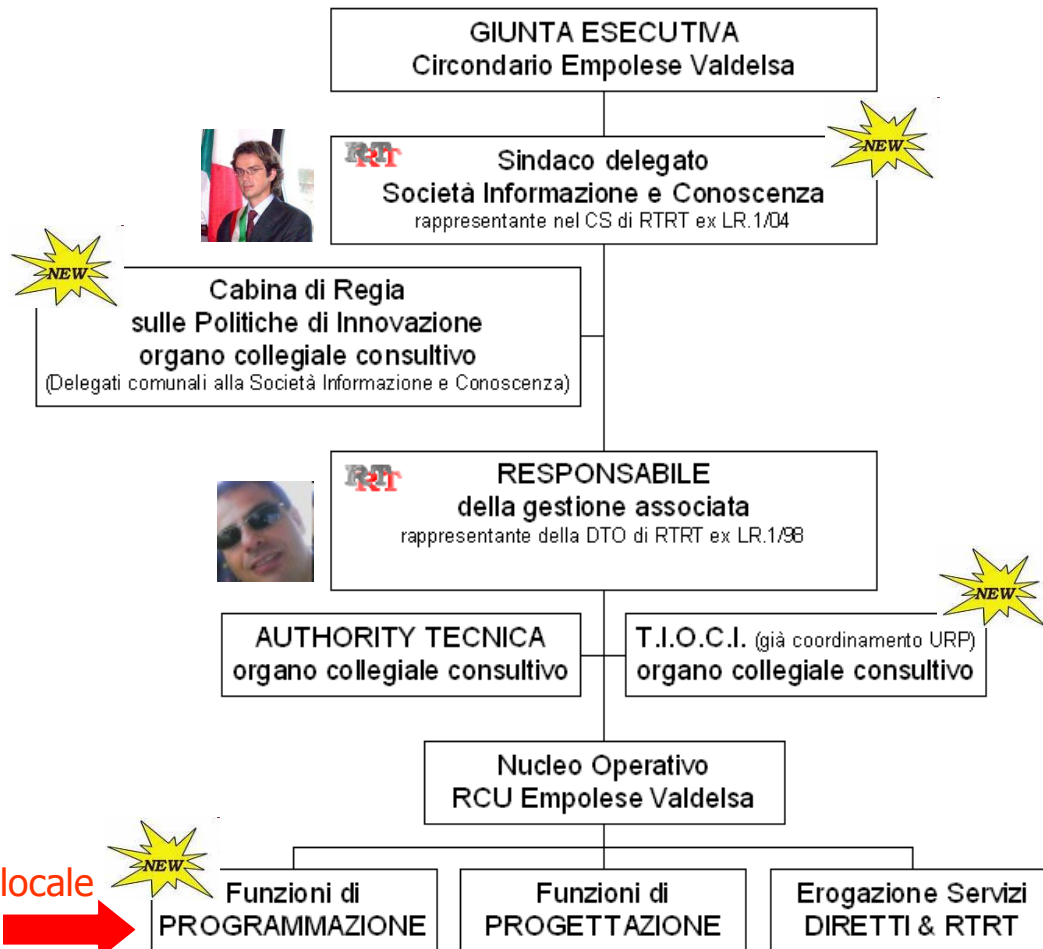 GIUNTA ESECUTIVA
Circondario Empolese Valdelsa
NEW
RTRT
Sindaco delegato
Società Informazione e Conoscenza
rappresentante nel CS di RTRT ex LR.1/04
NEW
Cabina di Regia
sulle Politiche di Innovazione
organo collegiale consultivo
(Delegati comunali alla Società Informazione e Conoscenza)
RTRT
RESPONSABILE
della gestione associata
rappresentante della DTO di RTRT ex LR.1/98
NEW
AUTHORITY TECNICA
organo collegiale consultivo
T.I.O.C.I. (già coordinamento URP)
organo collegiale consultivo
Nucleo Operativo
RCU Empolese Valdelsa
NEW
locale
Funzioni di
PROGRAMMAZIONE
Funzioni di
PROGETTAZIONE
Erogazione Servizi
DIRETTI & RTRT